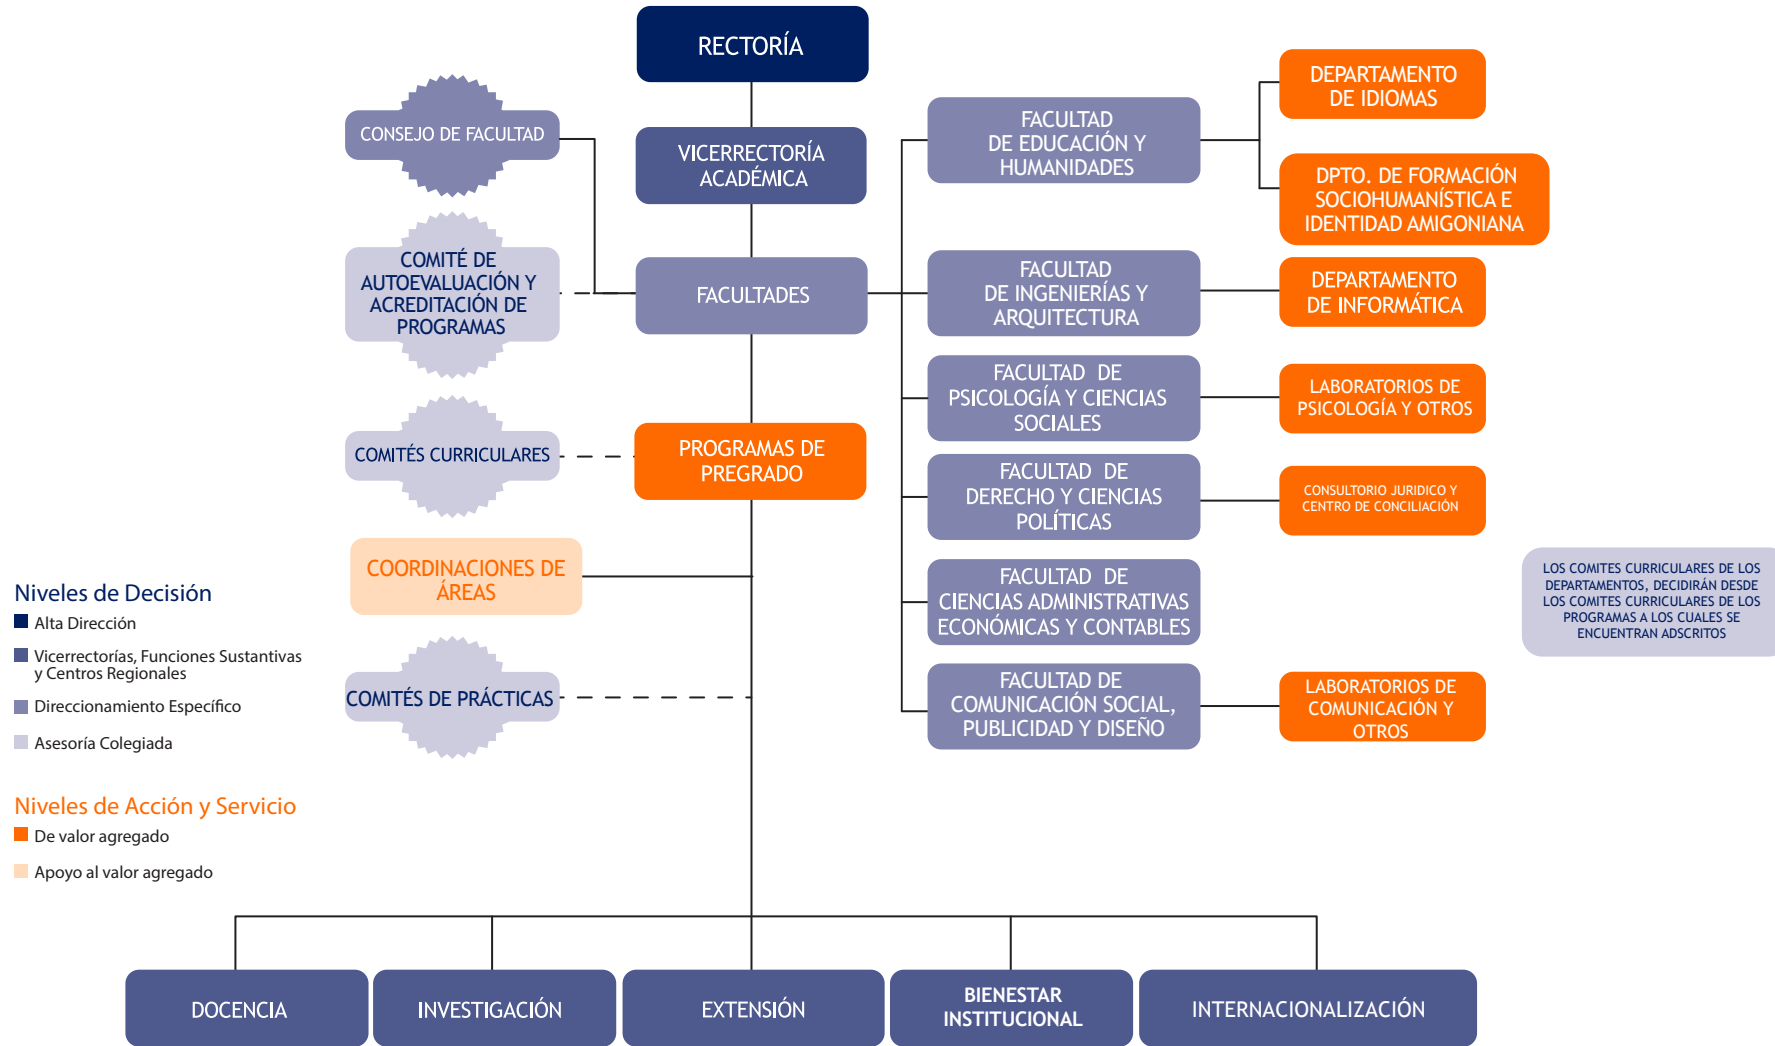 RECTORÍA
CONSEJO DE FACULTAD
VICERRECTORÍA
ACADÉMICA
COMITÉ DE
AUTOEVALUACIÓN Y
ACREDITACIÓN DE
PROGRAMAS
FACULTADES
COMITÉS CURRICULARES
PROGRAMAS DE
PREGRADO
COORDINACIONES DE
ÁREAS
COMITÉS DE PRÁCTICAS
FACULTAD
DE EDUCACIÓN Y
HUMANIDADES
DEPARTAMENTO
DE IDIOMAS
DPTO. DE FORMACIÓN
SOCIOHUMANÍSTICA E
IDENTIDAD AMIGONIANA
FACULTAD
DE INGENIERÍAS Y
ARQUITECTURA
DEPARTAMENTO
DE INFORMÁTICA
FACULTAD DE
PSICOLOGÍA Y CIENCIAS
SOCIALES
LABORATORIOS DE
PSICOLOGÍA Y OTROS
FACULTAD DE
DERECHO Y CIENCIAS
POLÍTICAS
CONSULTORIO JURIDICO Y
CENTRO DE CONCILIACIÓN
FACULTAD DE
CIENCIAS ADMINISTRATIVAS
ECONÓMICAS Y CONTABLES
FACULTAD DE
COMUNICACIÓN SOCIAL,
PUBLICIDAD Y DISEÑO
LABORATORIOS DE
COMUNICACIÓN Y
OTROS
LOS COMITES CURRICULARES DE LOS
DEPARTAMENTOS, DECIDIRÁN DESDE
LOS COMITES CURRICULARES DE LOS
PROGRAMAS A LOS CUALES SE
ENCUENTRAN ADSCRITOS
Niveles de Decisión
Alta Dirección
Vicerrectorías, Funciones Sustantivas
y Centros Regionales
Direccionamiento Específico
Asesoría Colegiada
Niveles de Acción y Servicio
De valor agregado
Apoyo al valor agregado
DOCENCIA
INVESTIGACIÓN
EXTENSIÓN
BIENESTAR
INSTITUCIONAL
INTERNACIONALIZACIÓN